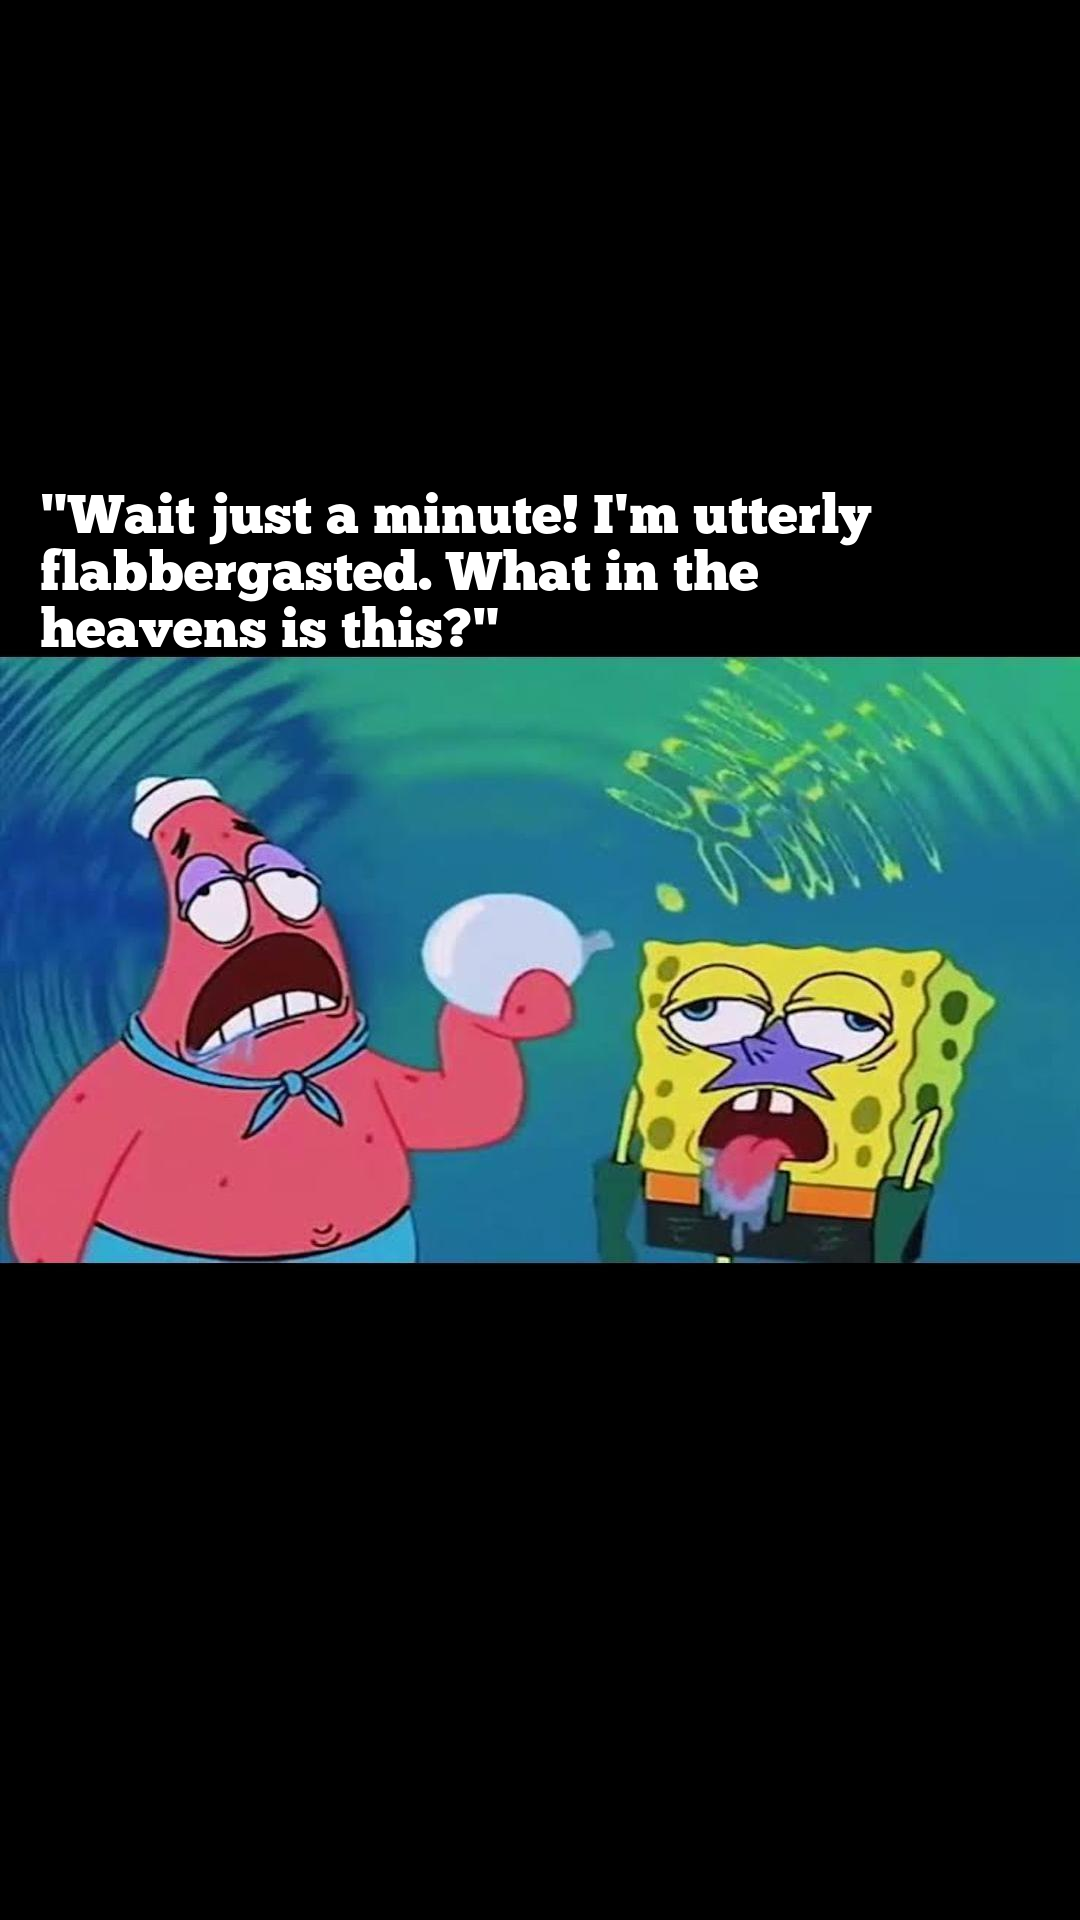 "Wait just a minute! I'm utterly
flabbergasted. What in the
heavens is this?"